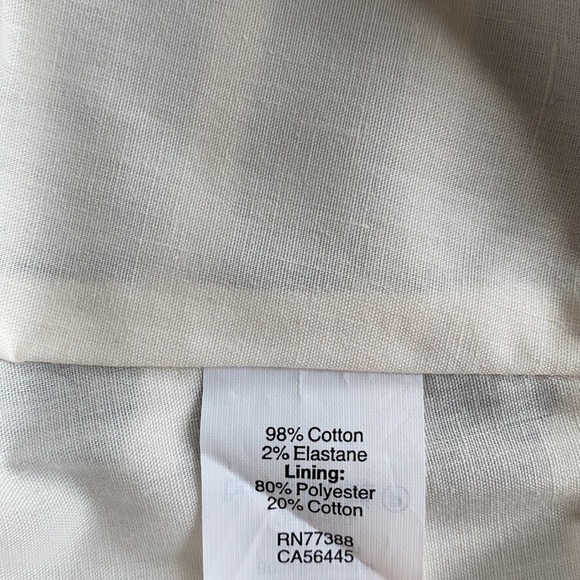 98% Cotton
2% Elastane
Lining:
80% Polyester
20% Cotton
RN77388
CA56445